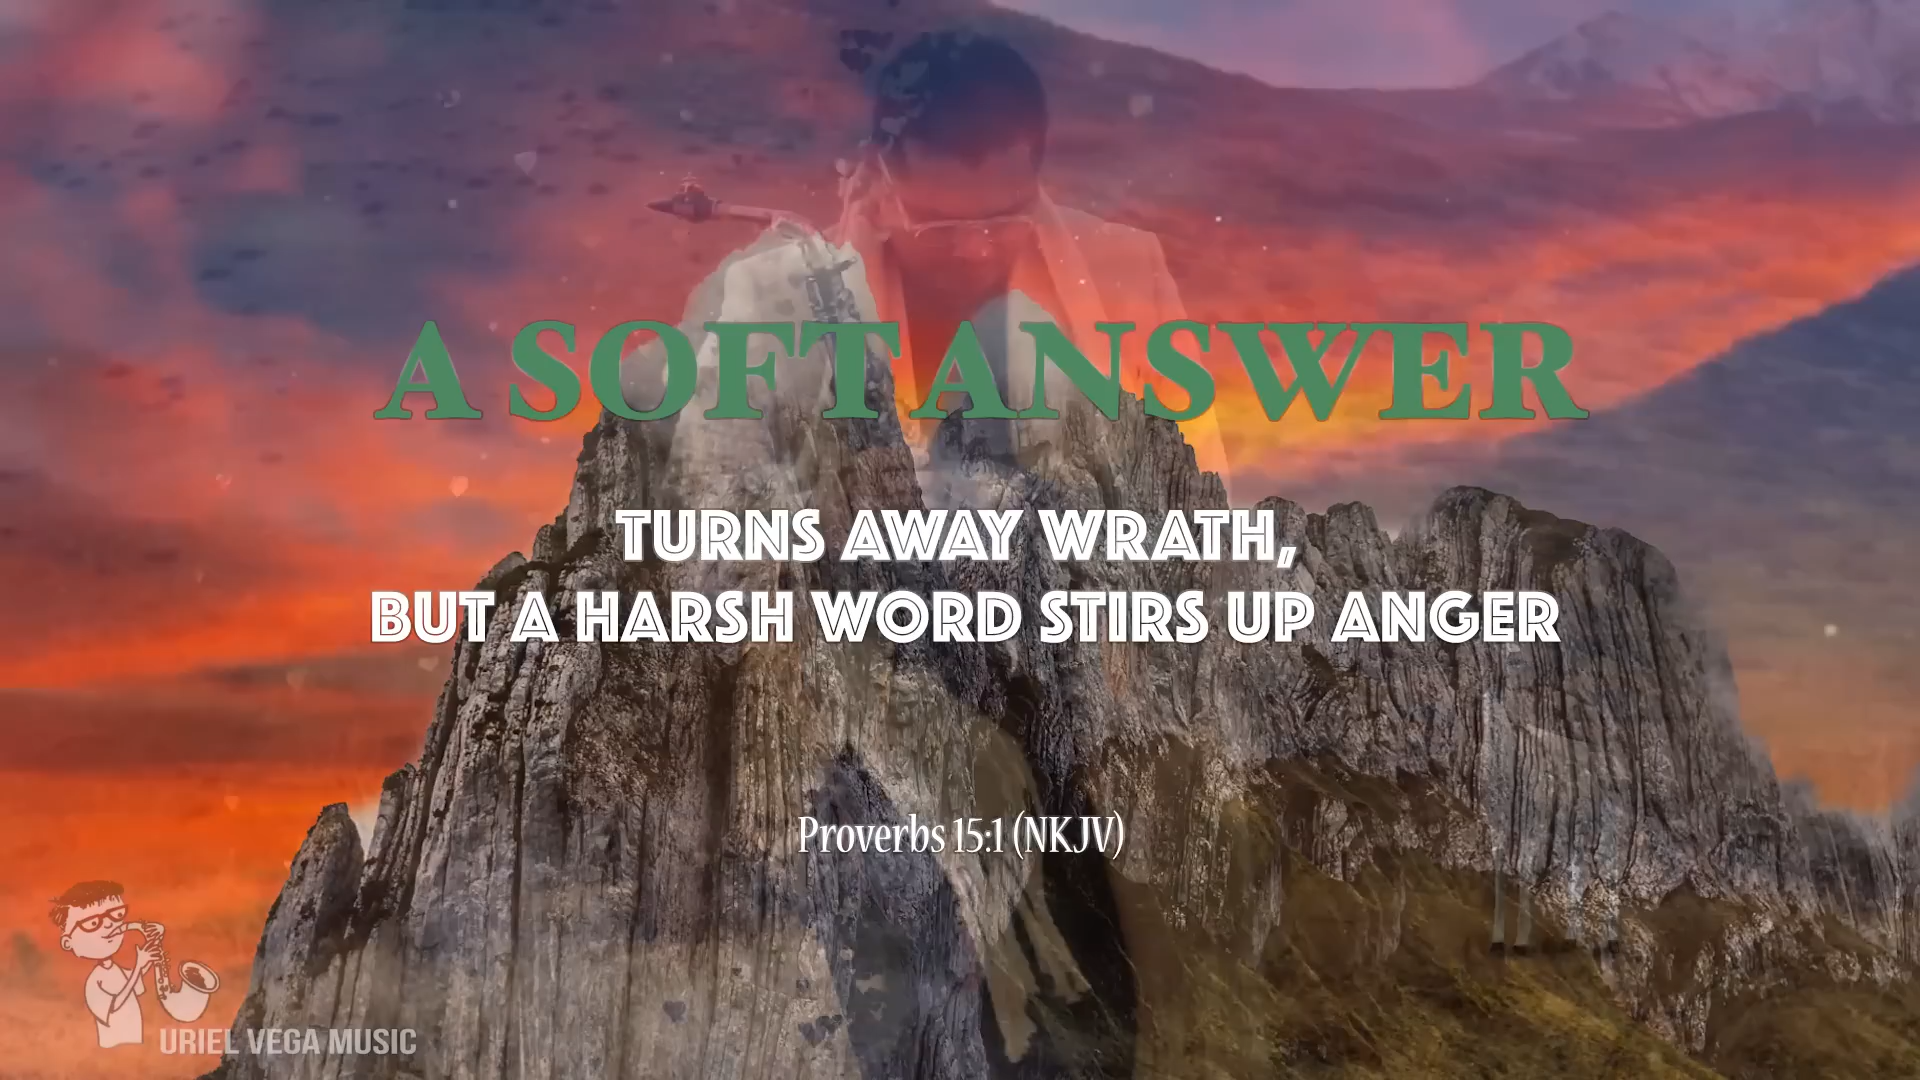 A SOFT ANSWER
TURNS AWAY WRATH,
BUT A HARSH WORD STIRS UP ANGER
Proverbs 15:1 (NKJV)
URIEL VEGA MUSIC